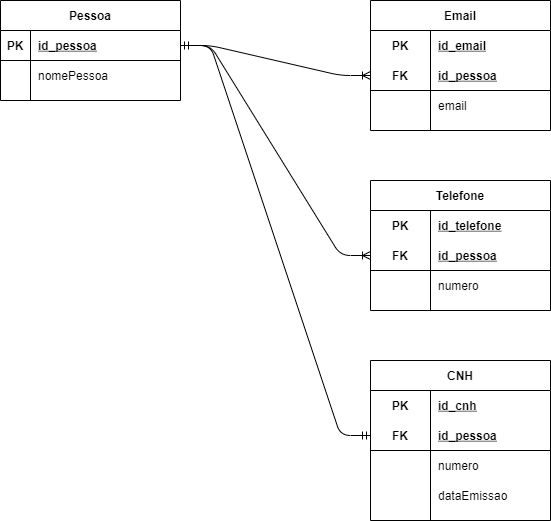 Pessoa
PK id_pessoa
nomePessoa
Email
PK id_email
FK id_pessoa
email
Telefone
PK id_telefone
FK id_pessoa
numero
CNH
PK id_cnh
FK id_pessoa
numero
dataEmissao